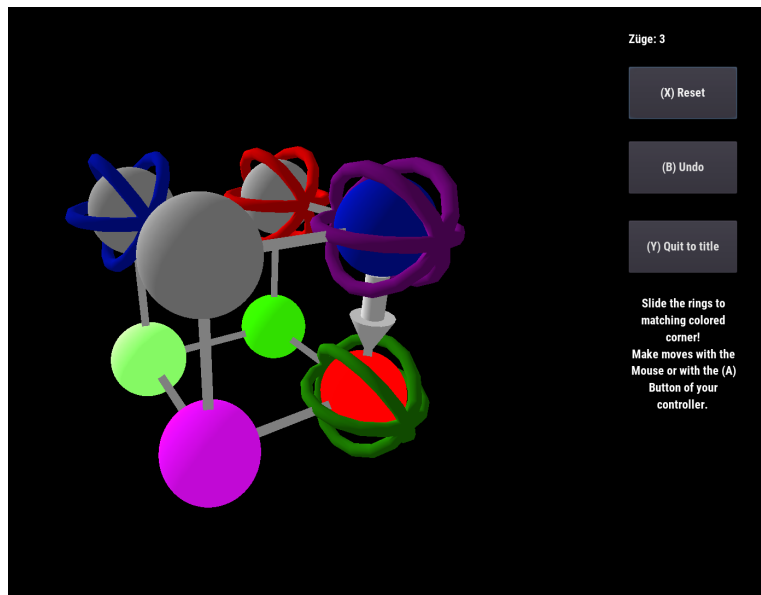 Züge: 3
(X) Reset
(B) Undo
(Y) Quit to title
Slide the rings to
matching colored
corner!
Make moves with the
Mouse or with the (A)
Button of your
controller.